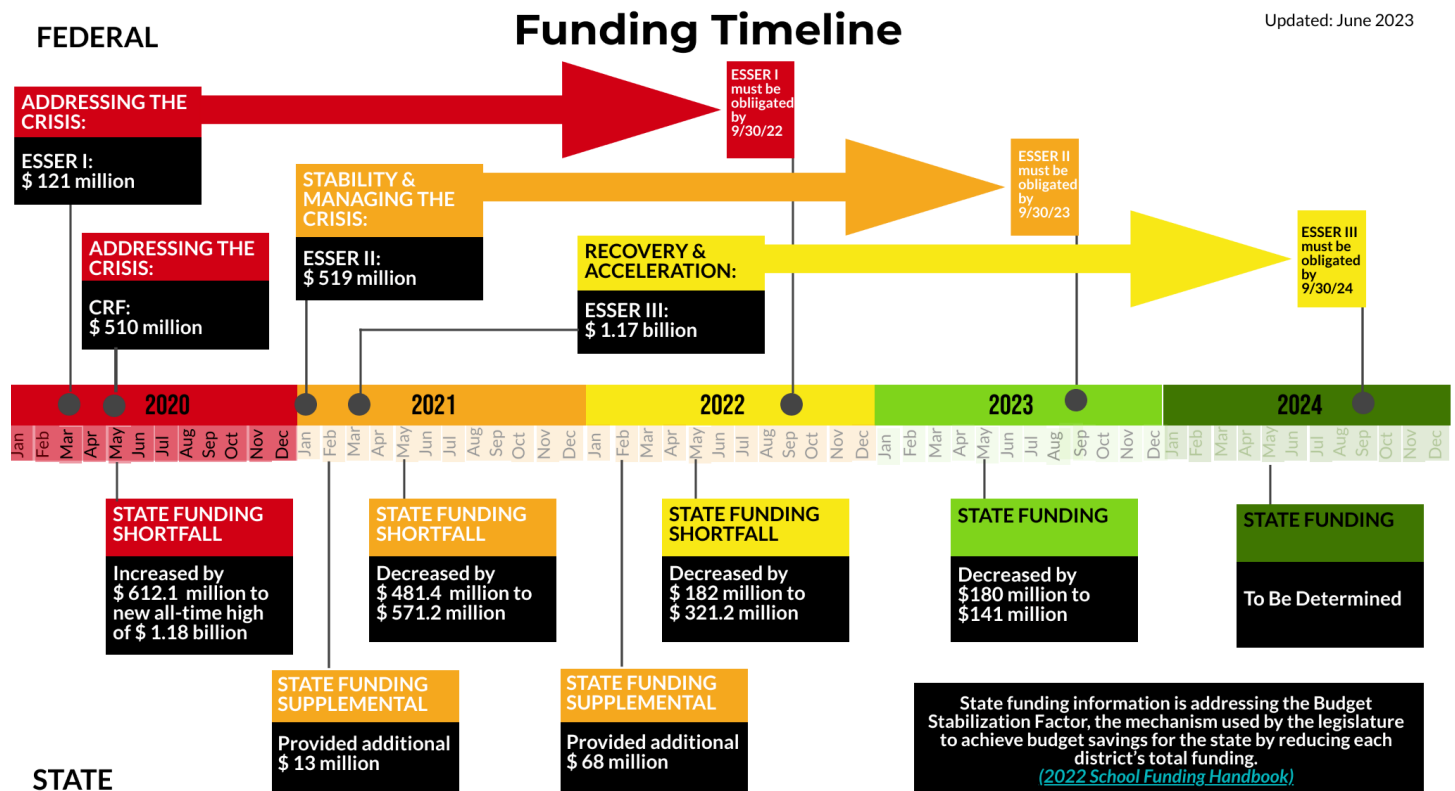 Funding Timeline
Updated: June 2023
FEDERAL
ADDRESSING THE
CRISIS:
ESSER I:
$ 121 million
ESSER I
must be
obliigated
by
9/30/22
ADDRESSING THE
CRISIS:
CRF:
$ 510 million
STABILITY &
MANAGING THE
CRISIS:
ESSER II:
$ 519 million
ESSER II
must be
obligated
by
9/30/23
RECOVERY &
ACCELERATION:
ESSER III:
$ 1.17 billion
ESSER III
must be
obligated
by
9/30/24
2020
2021
2022
2023
2024
Jan Feb Mar Apr May Jun Jul Aug Sep Oct Nov Dec
Jan Feb Mar Apr May Jun Jul Aug Sep Oct Nov Dec
Jan Feb Mar Apr May Jun Jul Aug Sep Oct Nov Dec
Jan Feb Mar Apr May Jun Jul Aug Sep Oct Nov Dec
Jan Feb Mar Apr May Jun Jul Aug Sep Oct Nov Dec
STATE FUNDING
SHORTFALL
Increased by
$ 612.1 million to
new all-time high
of $ 1.18 billion
STATE FUNDING
SHORTFALL
Decreased by
$ 481.4 million to
$ 571.2 million
STATE FUNDING
SHORTFALL
Decreased by
$ 182 million to
$ 321.2 million
STATE FUNDING
Decreased by
$180 million to
$141 million
STATE FUNDING
To Be Determined
STATE FUNDING
SUPPLEMENTAL
Provided additional
$ 13 million
STATE FUNDING
SUPPLEMENTAL
Provided additional
$ 68 million
State funding information is addressing the Budget
Stabilization Factor, the mechanism used by the legislature
to achieve budget savings for the state by reducing each
district's total funding.
(2022 School Funding Handbook)
STATE